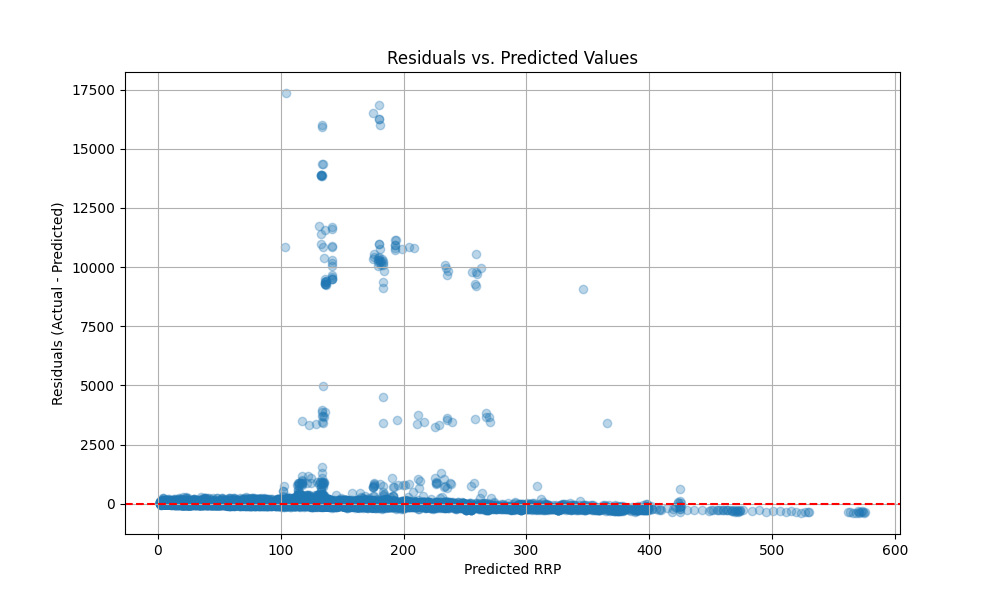 Residuals vs. Predicted Values
Residuals (Actual - Predicted)
17500
15000
12500
10000
7500
5000
2500
0
0 100 200 300 400 500 600
Predicted RRP